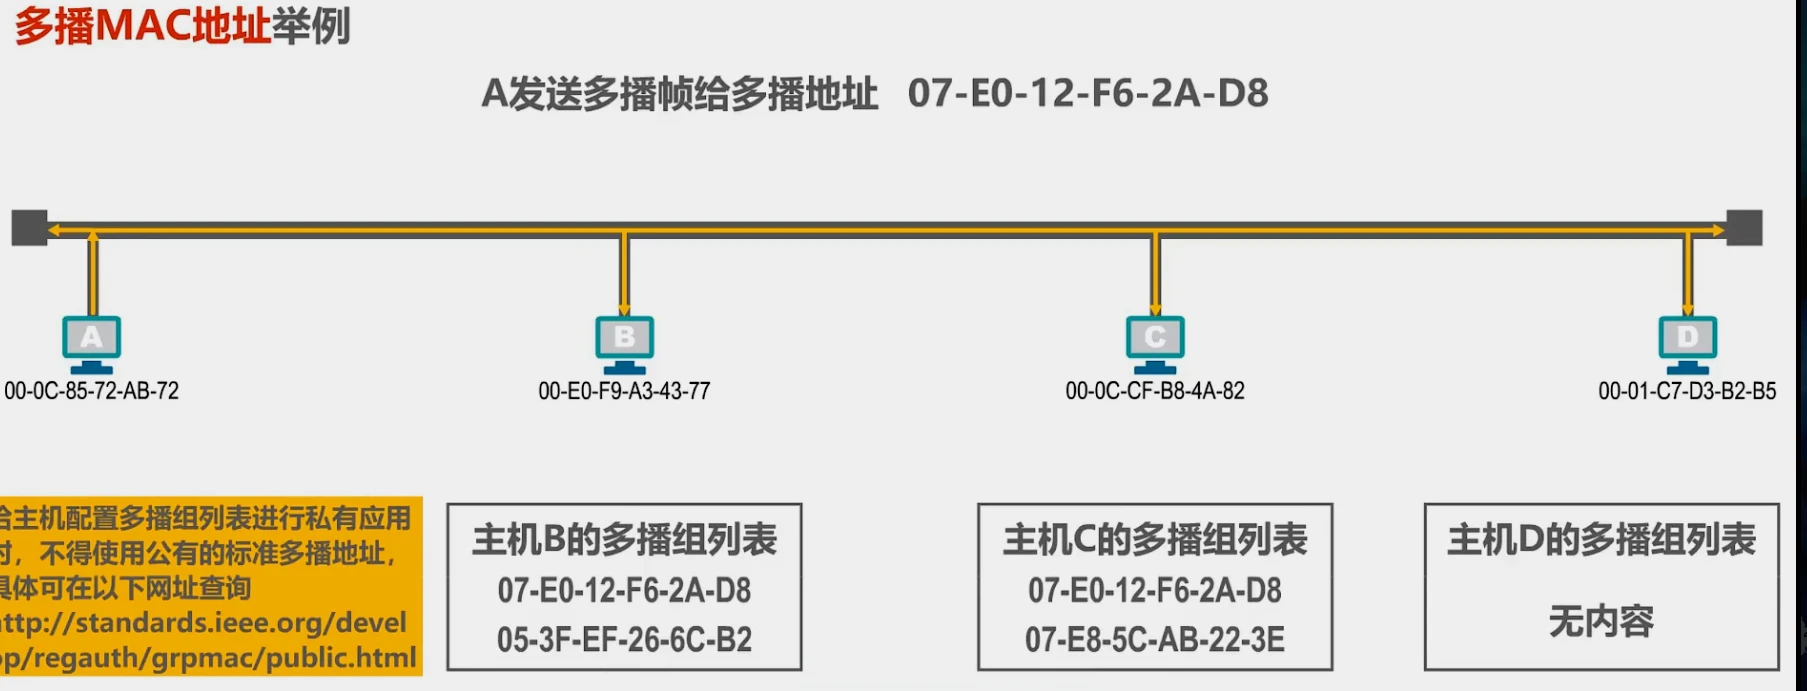 多播MAC地址举例
A发送多播帧给多播地址 07-E0-12-F6-2A-D8
A
B
C
D
00-0C-85-72-AB-72
00-E0-F9-A3-43-77
00-0C-CF-B8-4A-82
00-01-C7-D3-B2-B5
给主机配置多播组列表进行私有应用
时，不得使用公有的标准多播地址，
具体可在以下网址查询
http://standards.ieee.org/devel
op/regauth/grpmac/public.html
主机B的多播组列表
07-E0-12-F6-2A-D8
05-3F-EF-26-6C-B2
主机C的多播组列表
07-E0-12-F6-2A-D8
07-E8-5C-AB-22-3E
主机D的多播组列表
无内容